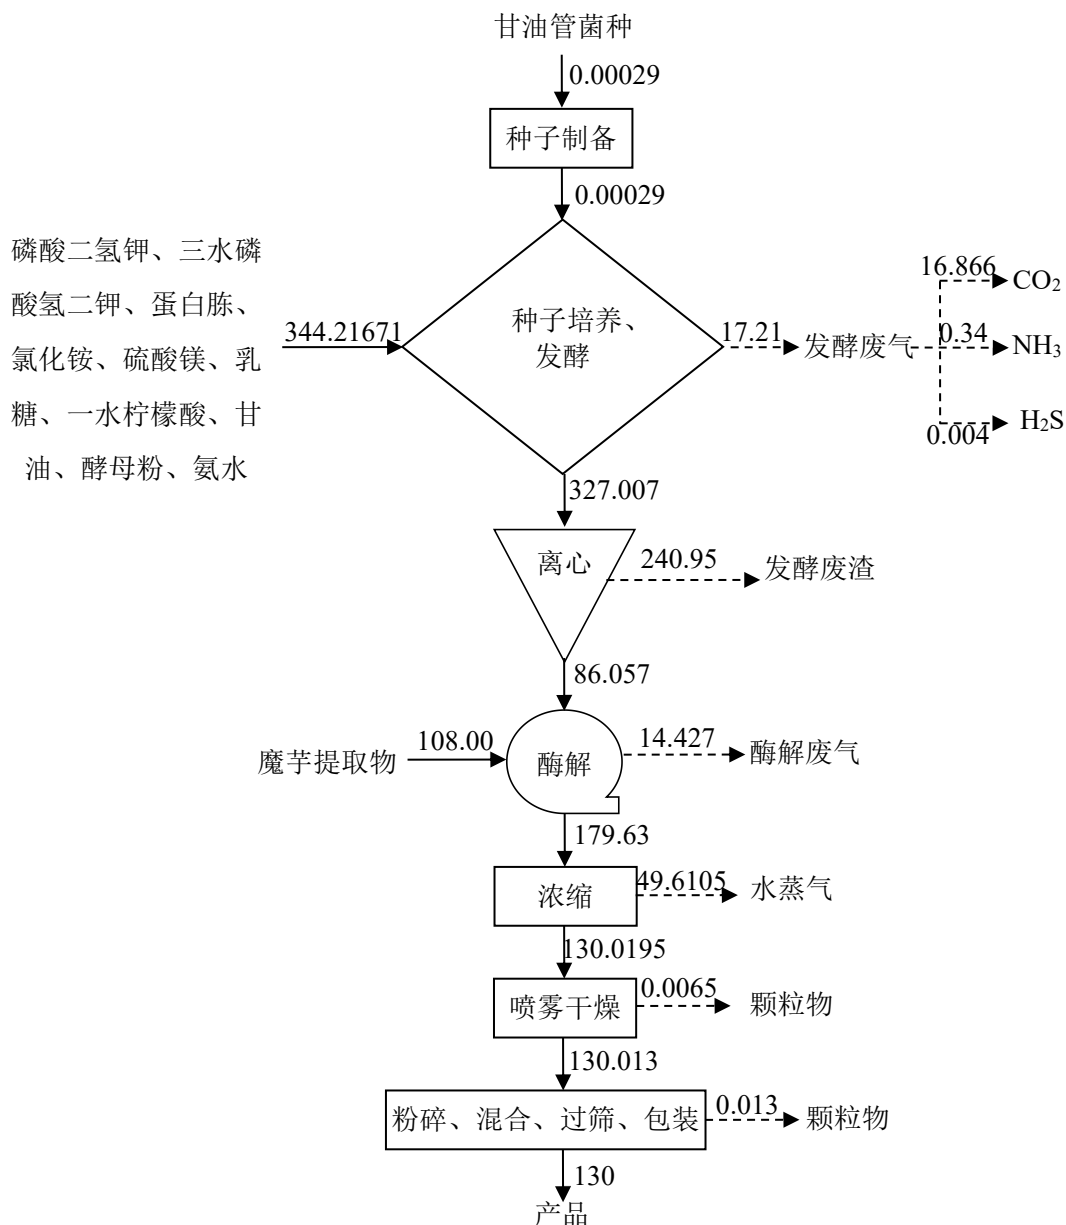 甘油管菌种
0.00029
种子制备
0.00029
磷酸二氢钾、三水磷
酸氢二钾、蛋白胨、
氯化铵、硫酸镁、乳
糖、一水柠檬酸、甘
油、酵母粉、氨水
344.21671
种子培养、
发酵
17.21
发酵废气
16.866
CO₂
0.34
NH₃
0.004
H₂S
327.007
离心
240.95
发酵废渣
86.057
魔芋提取物
108.00
酶解
14.427
酶解废气
179.63
浓缩
49.6105
水蒸气
130.0195
喷雾干燥
0.0065
颗粒物
130.013
粉碎、混合、过筛、包装
0.013
颗粒物
130
产品